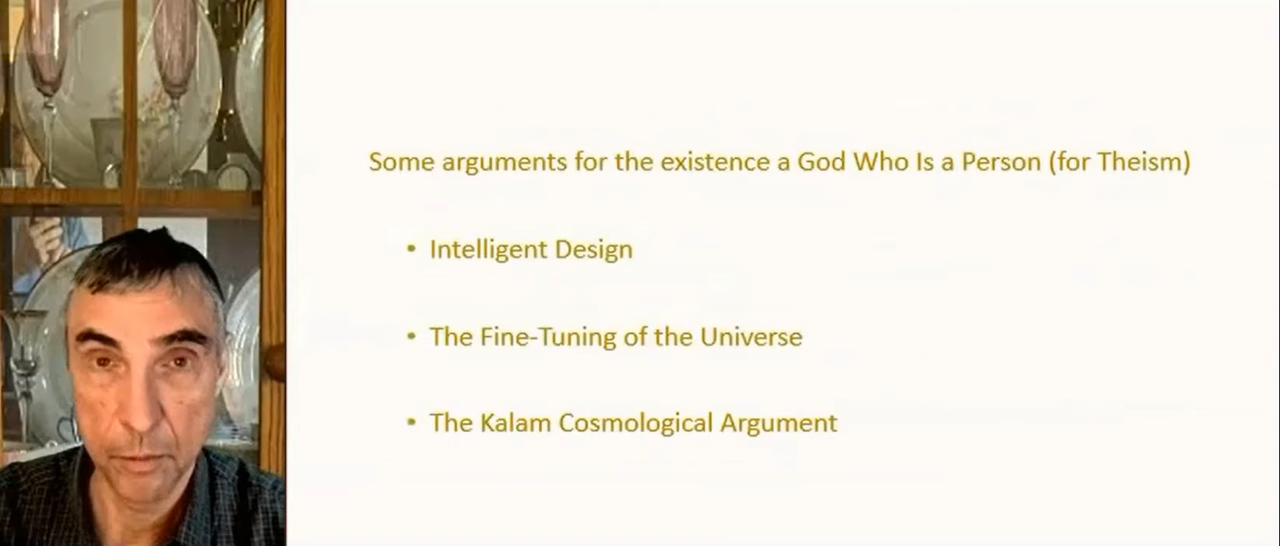 Some arguments for the existence a God Who Is a Person (for Theism)
• Intelligent Design
• The Fine-Tuning of the Universe
• The Kalam Cosmological Argument